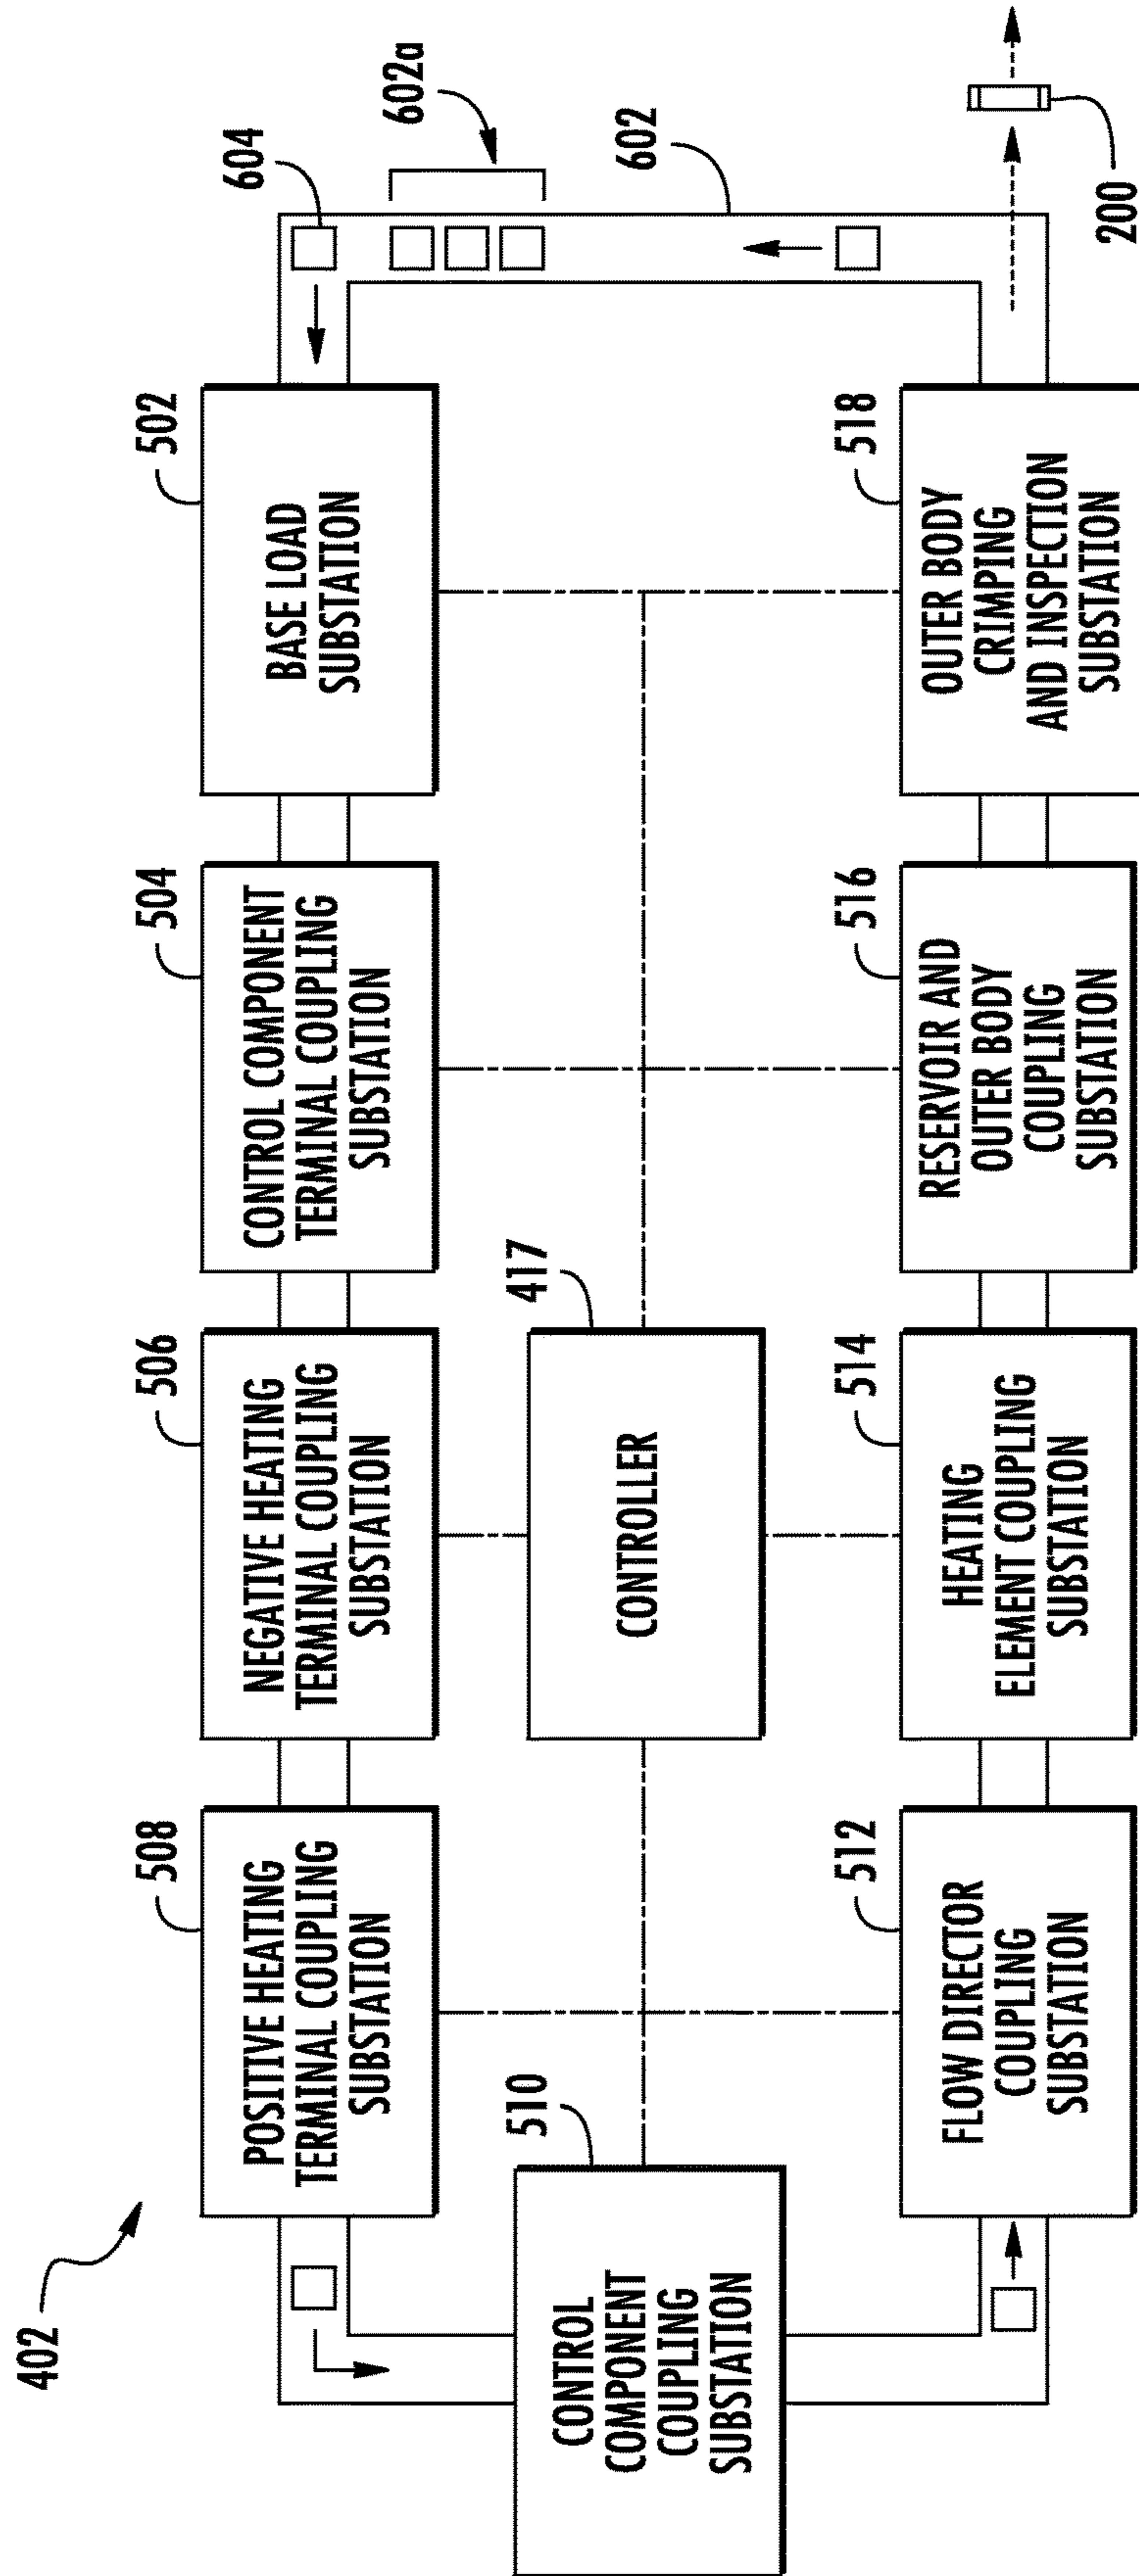 402
508
POSITIVE HEATING
TERMINAL COUPLING
SUBSTATION
506
NEGATIVE HEATING
TERMINAL COUPLING
SUBSTATION
504
CONTROL COMPONENT
TERMINAL COUPLING
SUBSTATION
502
BASE LOAD
SUBSTATION
604
602a
602
510
CONTROL
COMPONENT
COUPLING
SUBSTATION
417
CONTROLLER
512
FLOW DIRECTOR
COUPLING
SUBSTATION
514
HEATING
ELEMENT COUPLING
SUBSTATION
516
RESERVOIR AND
OUTER BODY
COUPLING
SUBSTATION
518
OUTER BODY
CRIMPING
AND INSPECTION
SUBSTATION
200